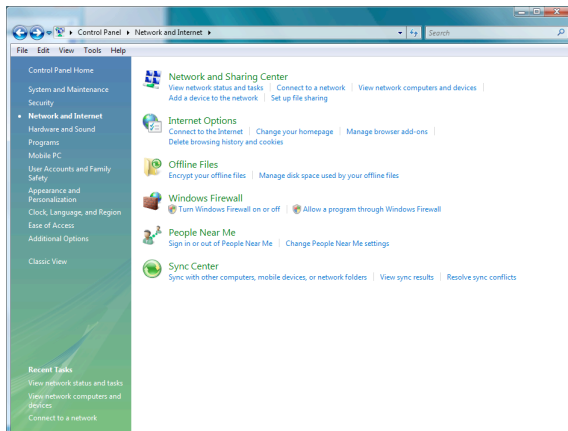 Control Panel ▸ Network and Internet ▸
Search
File Edit View Tools Help
Control Panel Home
System and Maintenance
Security
Network and Internet
Hardware and Sound
Programs
Mobile PC
User Accounts and Family
Safety
Appearance and
Personalization
Clock, Language, and Region
Ease of Access
Additional Options
Classic View
Recent Tasks
View network status and tasks
View network computers and
devices
Connect to a network
Network and Sharing Center
View network status and tasks | Connect to a network | View network computers and devices |
Add a device to the network | Set up file sharing
Internet Options
Connect to the Internet | Change your homepage | Manage browser add-ons |
Delete browsing history and cookies
Offline Files
Encrypt your offline files | Manage disk space used by your offline files
Windows Firewall
Turn Windows Firewall on or off | Allow a program through Windows Firewall
People Near Me
Sign in or out of People Near Me | Change People Near Me settings
Sync Center
Sync with other computers, mobile devices, or network folders | View sync results | Resolve sync conflicts